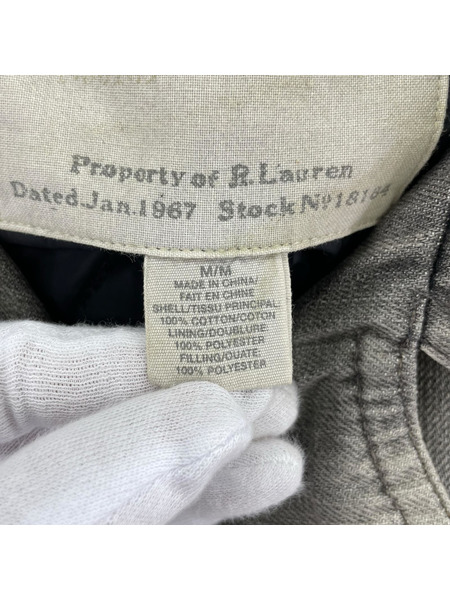 Property of R. Lauren
Dated.Jan.1967 Stock No 18164
M/M
MADE IN CHINA/
FAIT EN CHINE
SHELL/TISSU PRINCIPAL:
100% COTTON/COTON
LINING/DOUBLURE:
100% POLYESTER
FILLING/OUATE:
100% POLYESTER